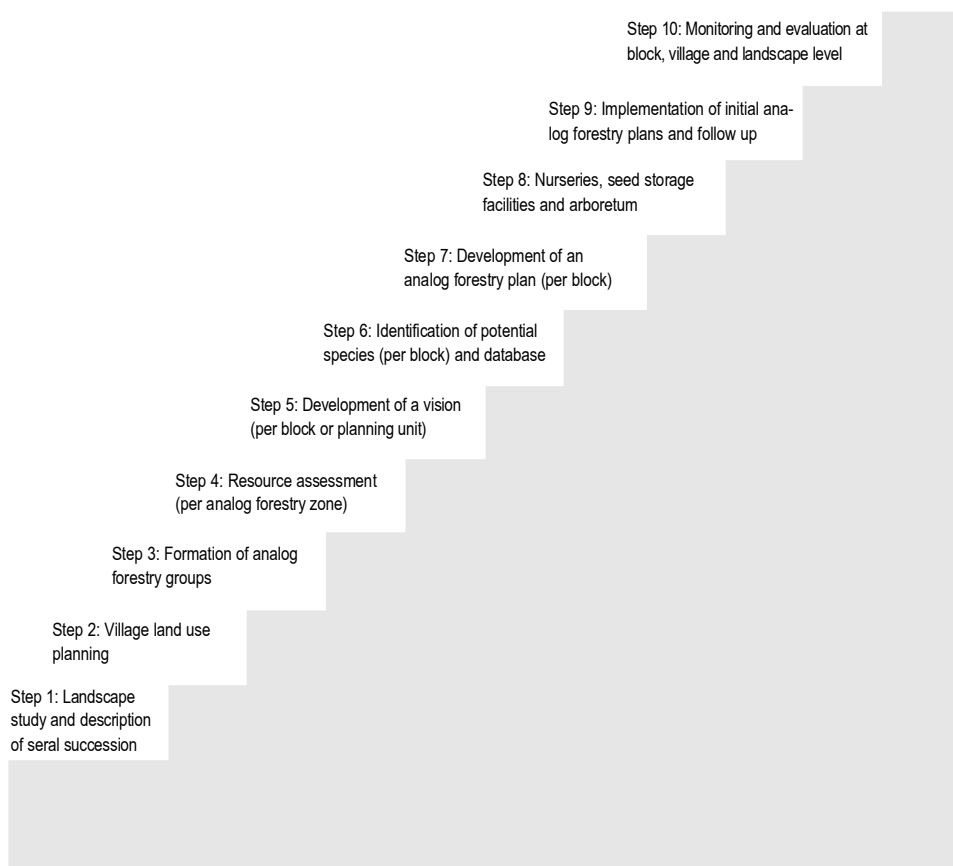 Step 10: Monitoring and evaluation at
block, village and landscape level
Step 9: Implementation of initial ana-
log forestry plans and follow up
Step 8: Nurseries, seed storage
facilities and arboretum
Step 7: Development of an
analog forestry plan (per block)
Step 6: Identification of potential
species (per block) and database
Step 5: Development of a vision
(per block or planning unit)
Step 4: Resource assessment
(per analog forestry zone)
Step 3: Formation of analog
forestry groups
Step 2: Village land use
planning
Step 1: Landscape
study and description
of seral succession